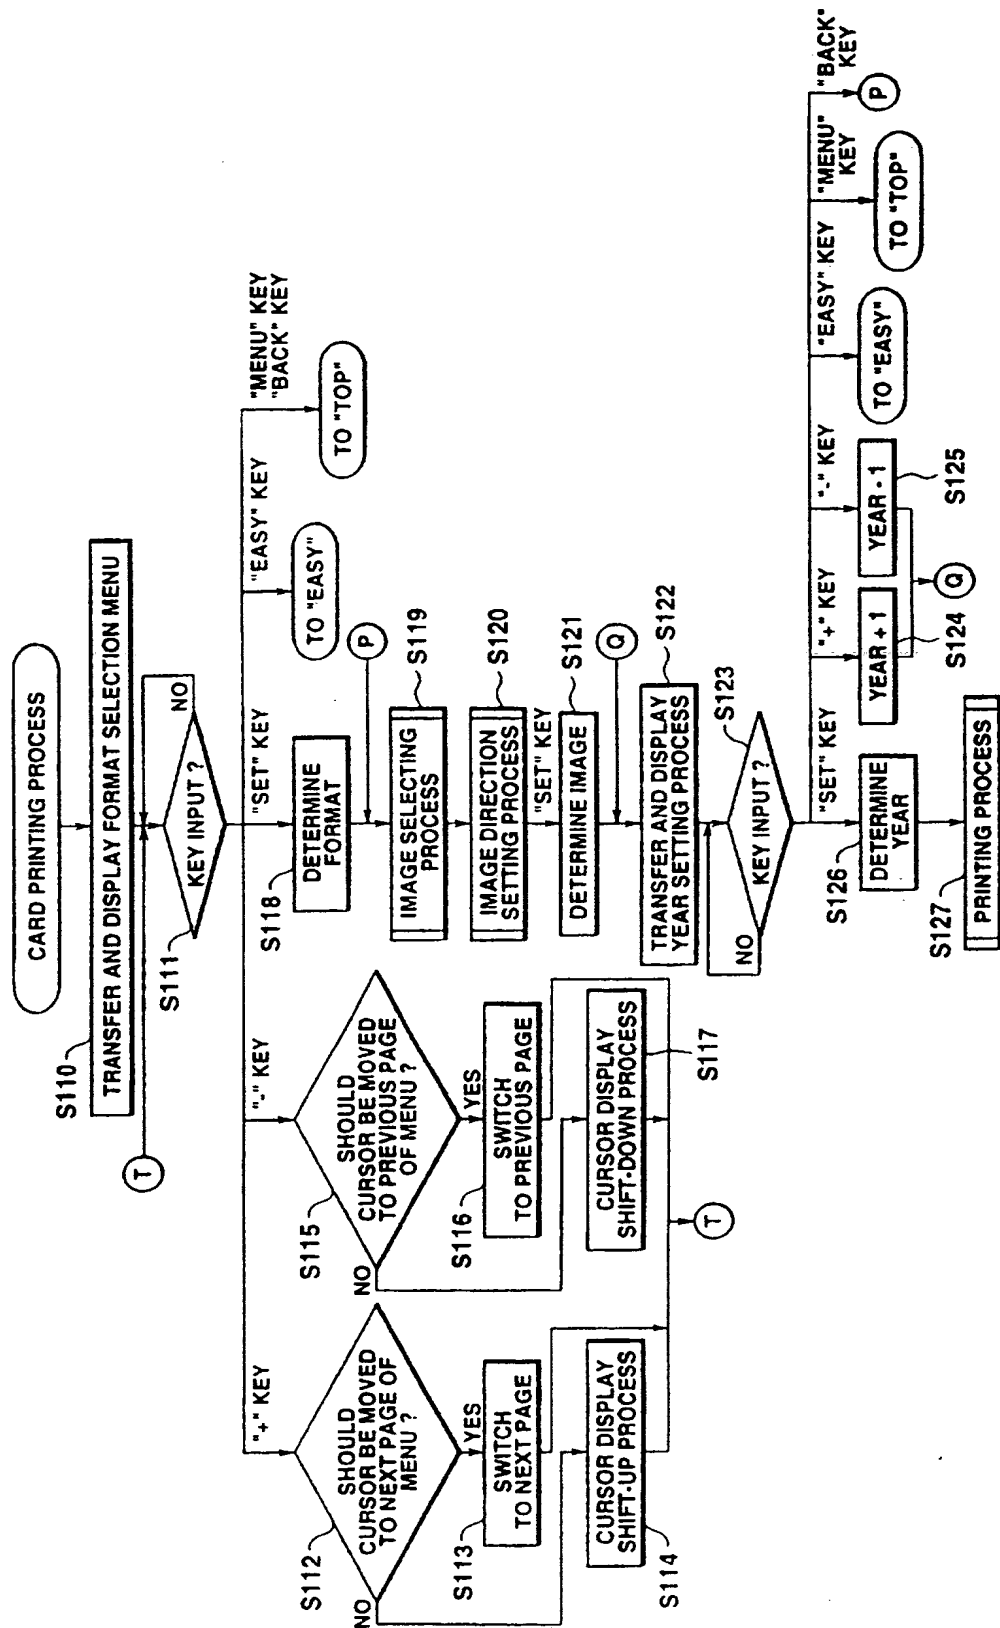 CARD PRINTING PROCESS
S110
TRANSFER AND DISPLAY FORMAT SELECTION MENU
T
S111
KEY INPUT ?
NO
"+" KEY
"-" KEY
"SET" KEY
"EASY" KEY
"MENU" KEY
"BACK" KEY
S112
SHOULD
CURSOR BE MOVED
TO NEXT PAGE OF
MENU ?
NO
YES
S113
SWITCH
TO NEXT PAGE
S114
CURSOR DISPLAY
SHIFT-UP PROCESS
S115
SHOULD
CURSOR BE MOVED
TO PREVIOUS PAGE
OF MENU ?
NO
YES
S116
SWITCH
TO PREVIOUS PAGE
CURSOR DISPLAY
SHIFT-DOWN PROCESS
S117
T
S118
DETERMINE
FORMAT
TO "EASY"
TO "TOP"
P
IMAGE SELECTING
PROCESS
S119
IMAGE DIRECTION
SETTING PROCESS
S120
"SET" KEY
DETERMINE IMAGE
S121
Q
TRANSFER AND DISPLAY
YEAR SETTING PROCESS
S122
NO
KEY INPUT ?
S123
"SET" KEY
"+" KEY
"-" KEY
"EASY" KEY
"MENU"
KEY
"BACK"
KEY
S126
DETERMINE
YEAR
YEAR + 1
S124
YEAR - 1
S125
TO "EASY"
TO "TOP"
P
Q
S127
PRINTING PROCESS